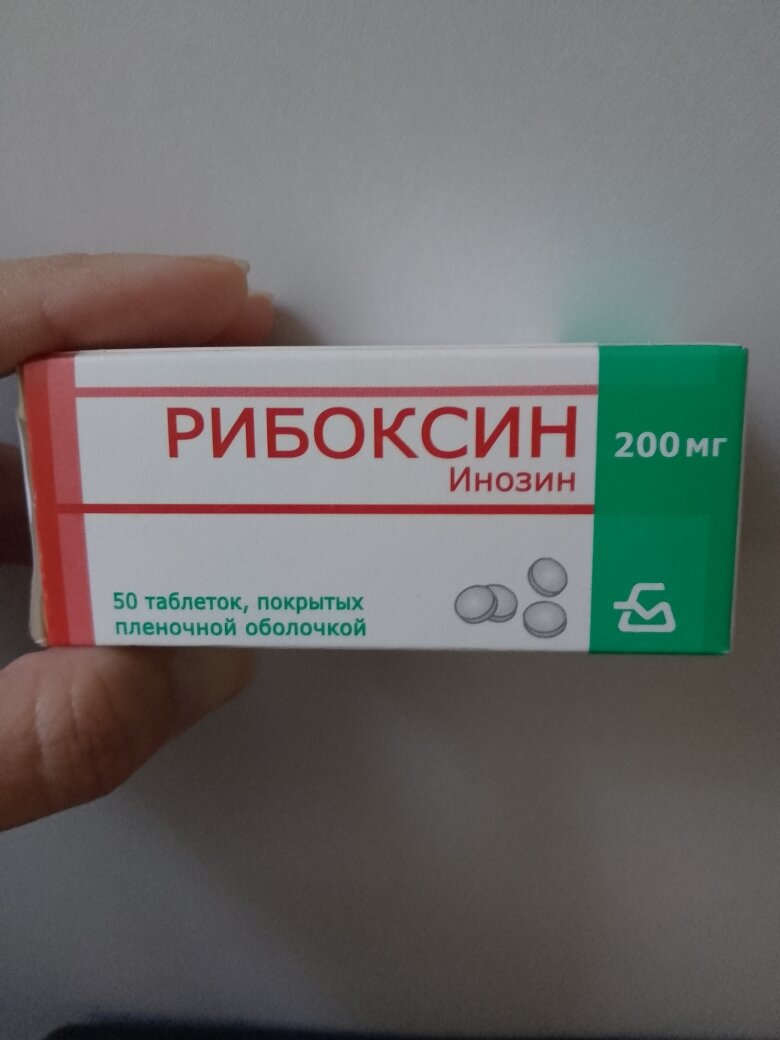 РИБОКСИН
Инозин
200 мг
50 таблеток, покрытых
пленочной оболочкой